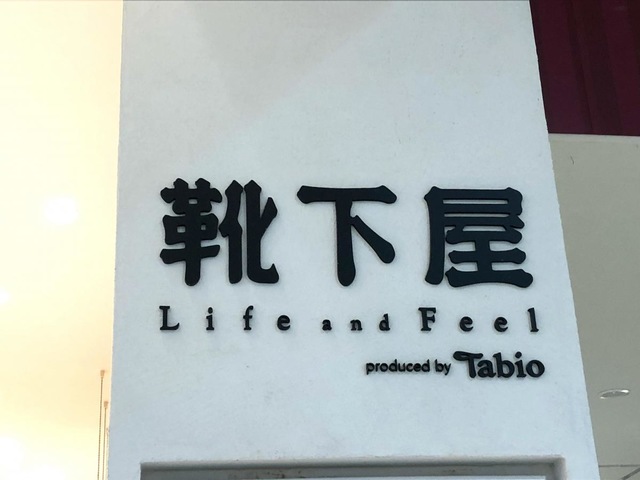 靴下屋
Life and Feel
produced by Tabio